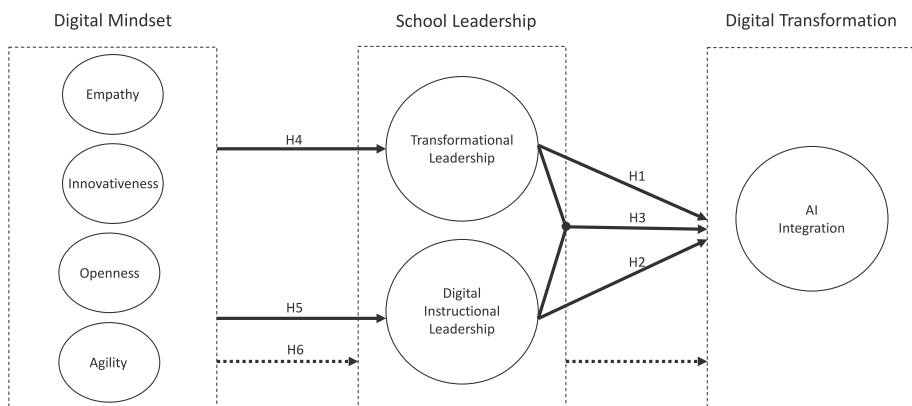 Digital Mindset
School Leadership
Digital Transformation
Empathy
Innovativeness
Openness
Agility
H4
H5
H6
Transformational
Leadership
Digital
Instructional
Leadership
H1
H3
H2
AI
Integration